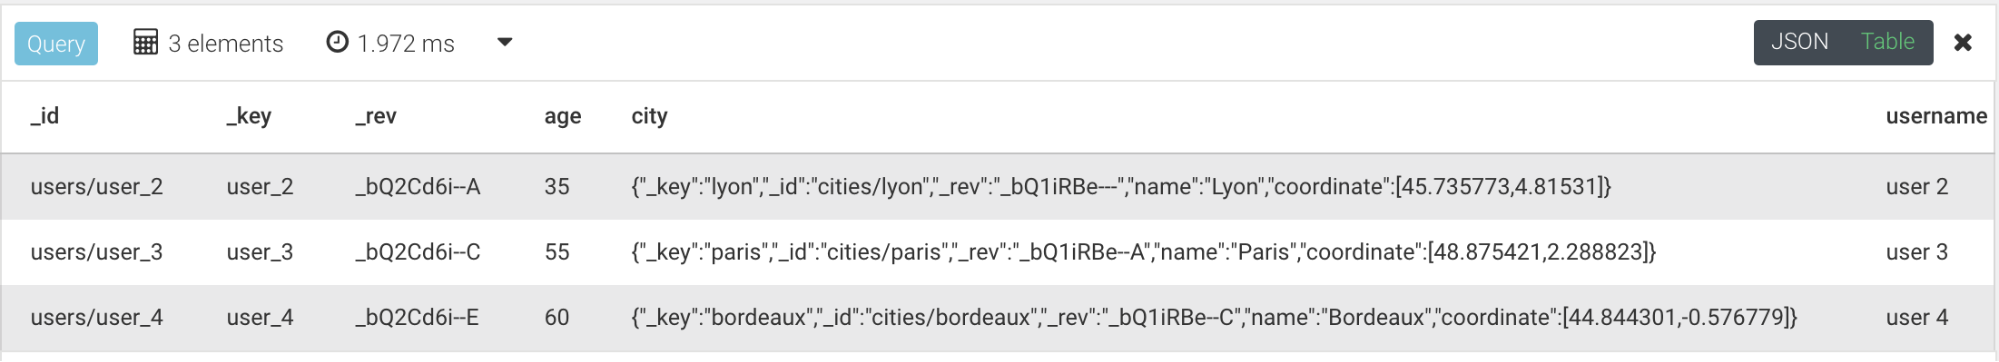 Query 3 elements 1.972 ms JSON Table
_id _key _rev age city username
users/user_2 user_2 _bQ2Cd6i--A 35 {"_key":"lyon","_id":"cities/lyon","_rev":"_bQ1iRBe---","name":"Lyon","coordinate":[45.735773,4.81531]} user 2
users/user_3 user_3 _bQ2Cd6i--C 55 {"_key":"paris","_id":"cities/paris","_rev":"_bQ1iRBe--A","name":"Paris","coordinate":[48.875421,2.288823]} user 3
users/user_4 user_4 _bQ2Cd6i--E 60 {"_key":"bordeaux","_id":"cities/bordeaux","_rev":"_bQ1iRBe--C","name":"Bordeaux","coordinate":[44.844301,-0.576779]} user 4